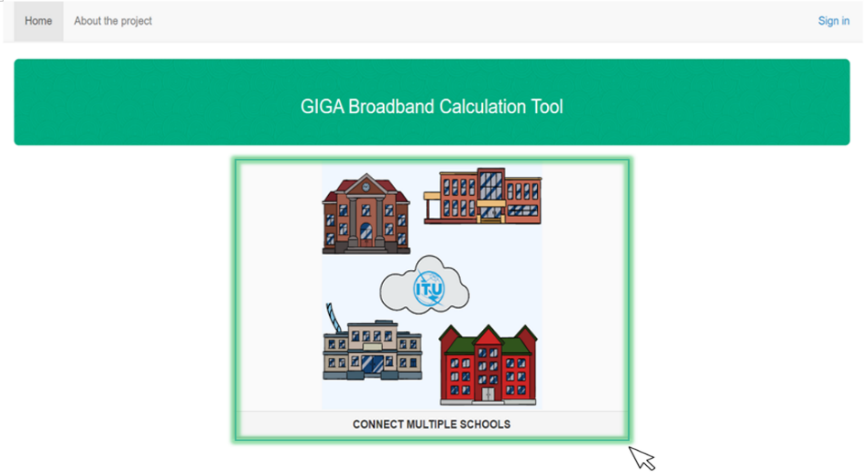 Home About the project Sign in
GIGA Broadband Calculation Tool
ITU
CONNECT MULTIPLE SCHOOLS